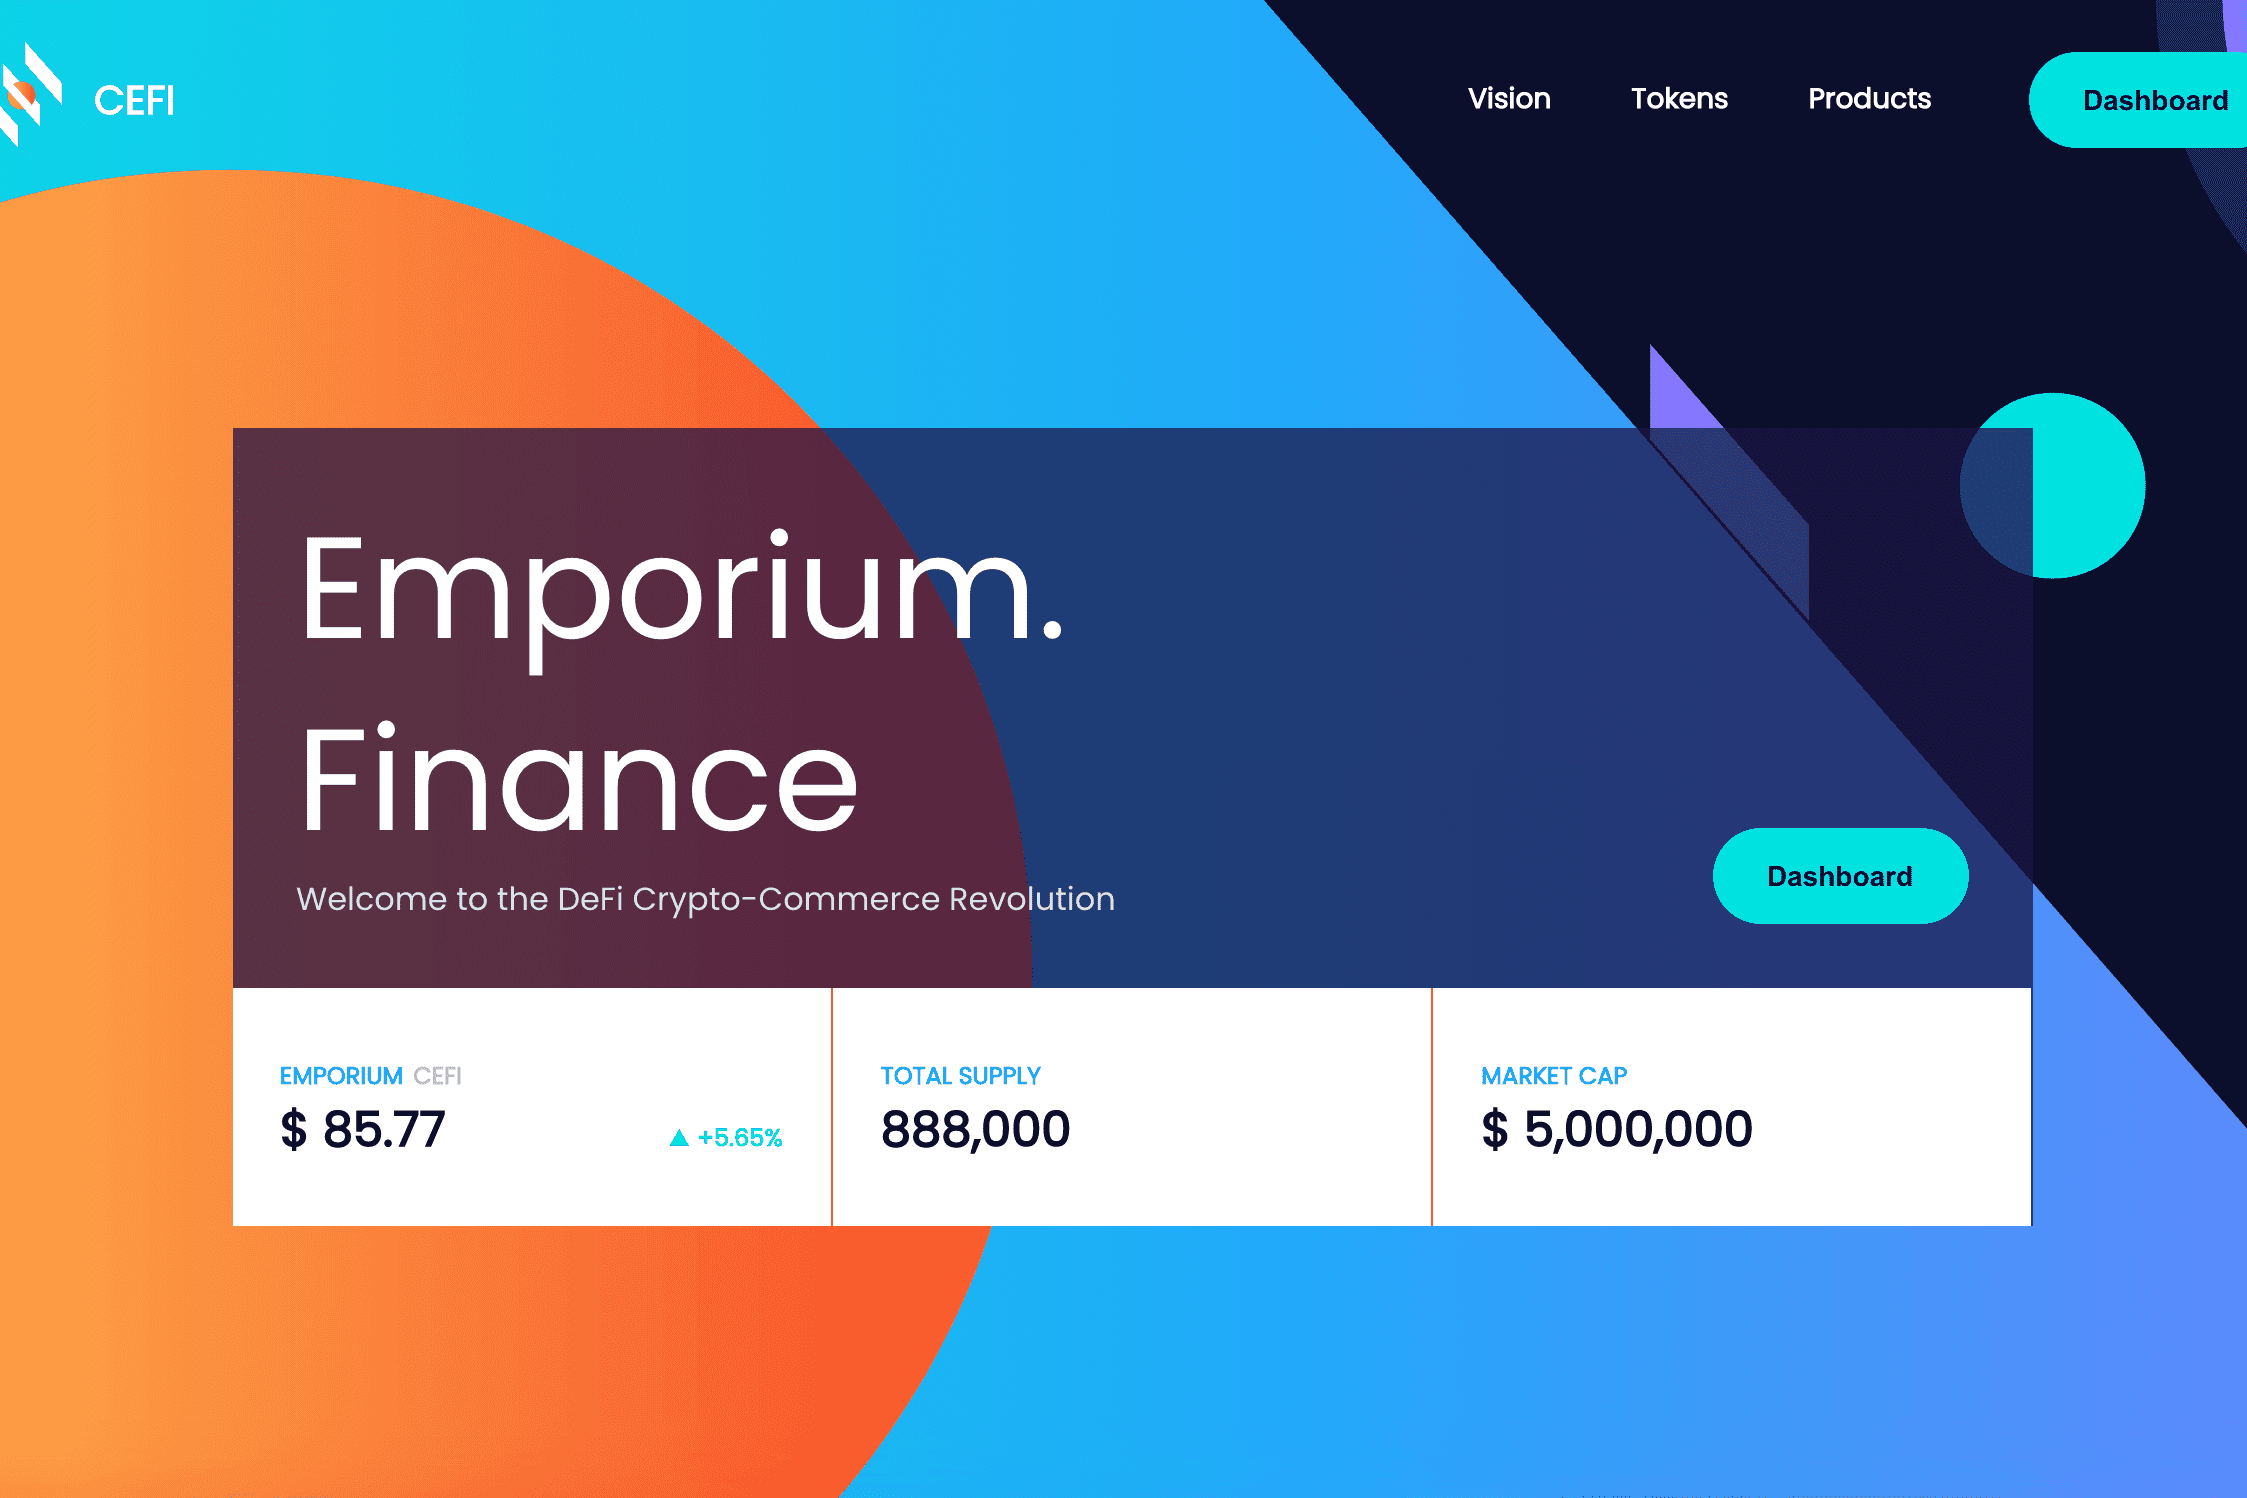 CEFI
Vision Tokens Products Dashboard
Emporium.
Finance
Welcome to the DeFi Crypto-Commerce Revolution
Dashboard
EMPORIUM CEFI
$ 85.77
▲ +5.65%
TOTAL SUPPLY
888,000
MARKET CAP
$ 5,000,000